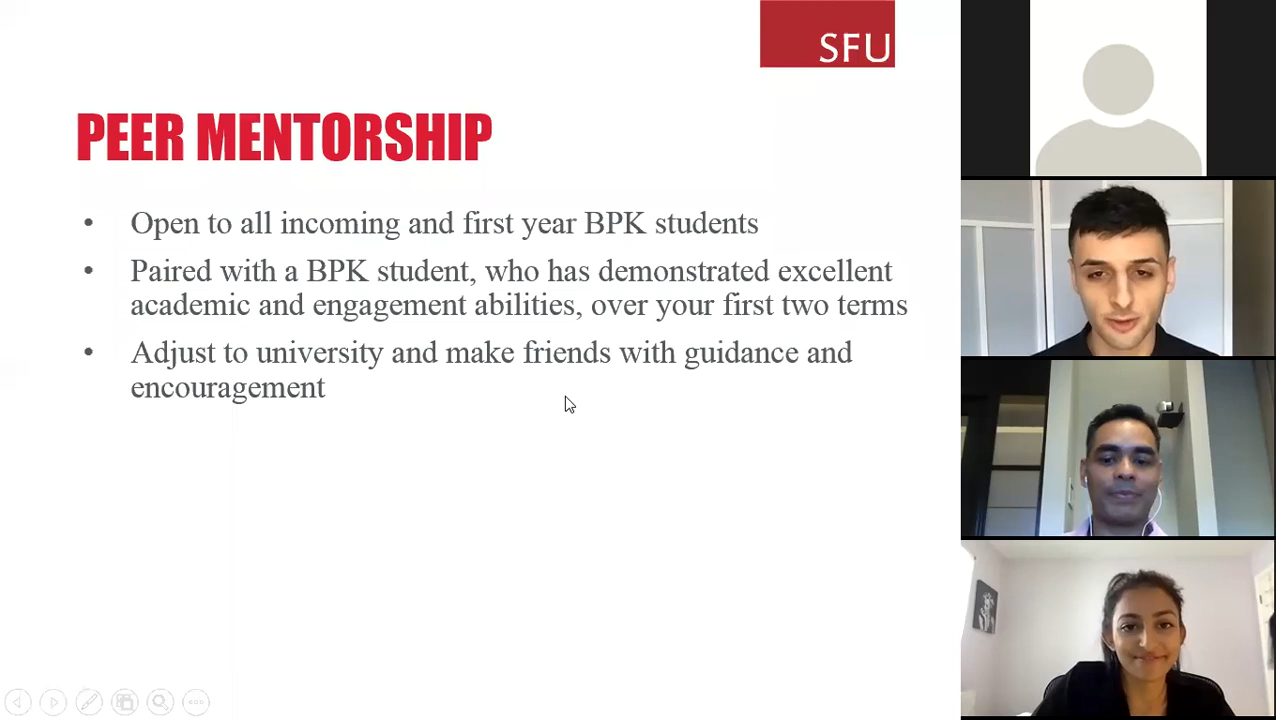 SFU
PEER MENTORSHIP
• Open to all incoming and first year BPK students
• Paired with a BPK student, who has demonstrated excellent
academic and engagement abilities, over your first two terms
• Adjust to university and make friends with guidance and
encouragement